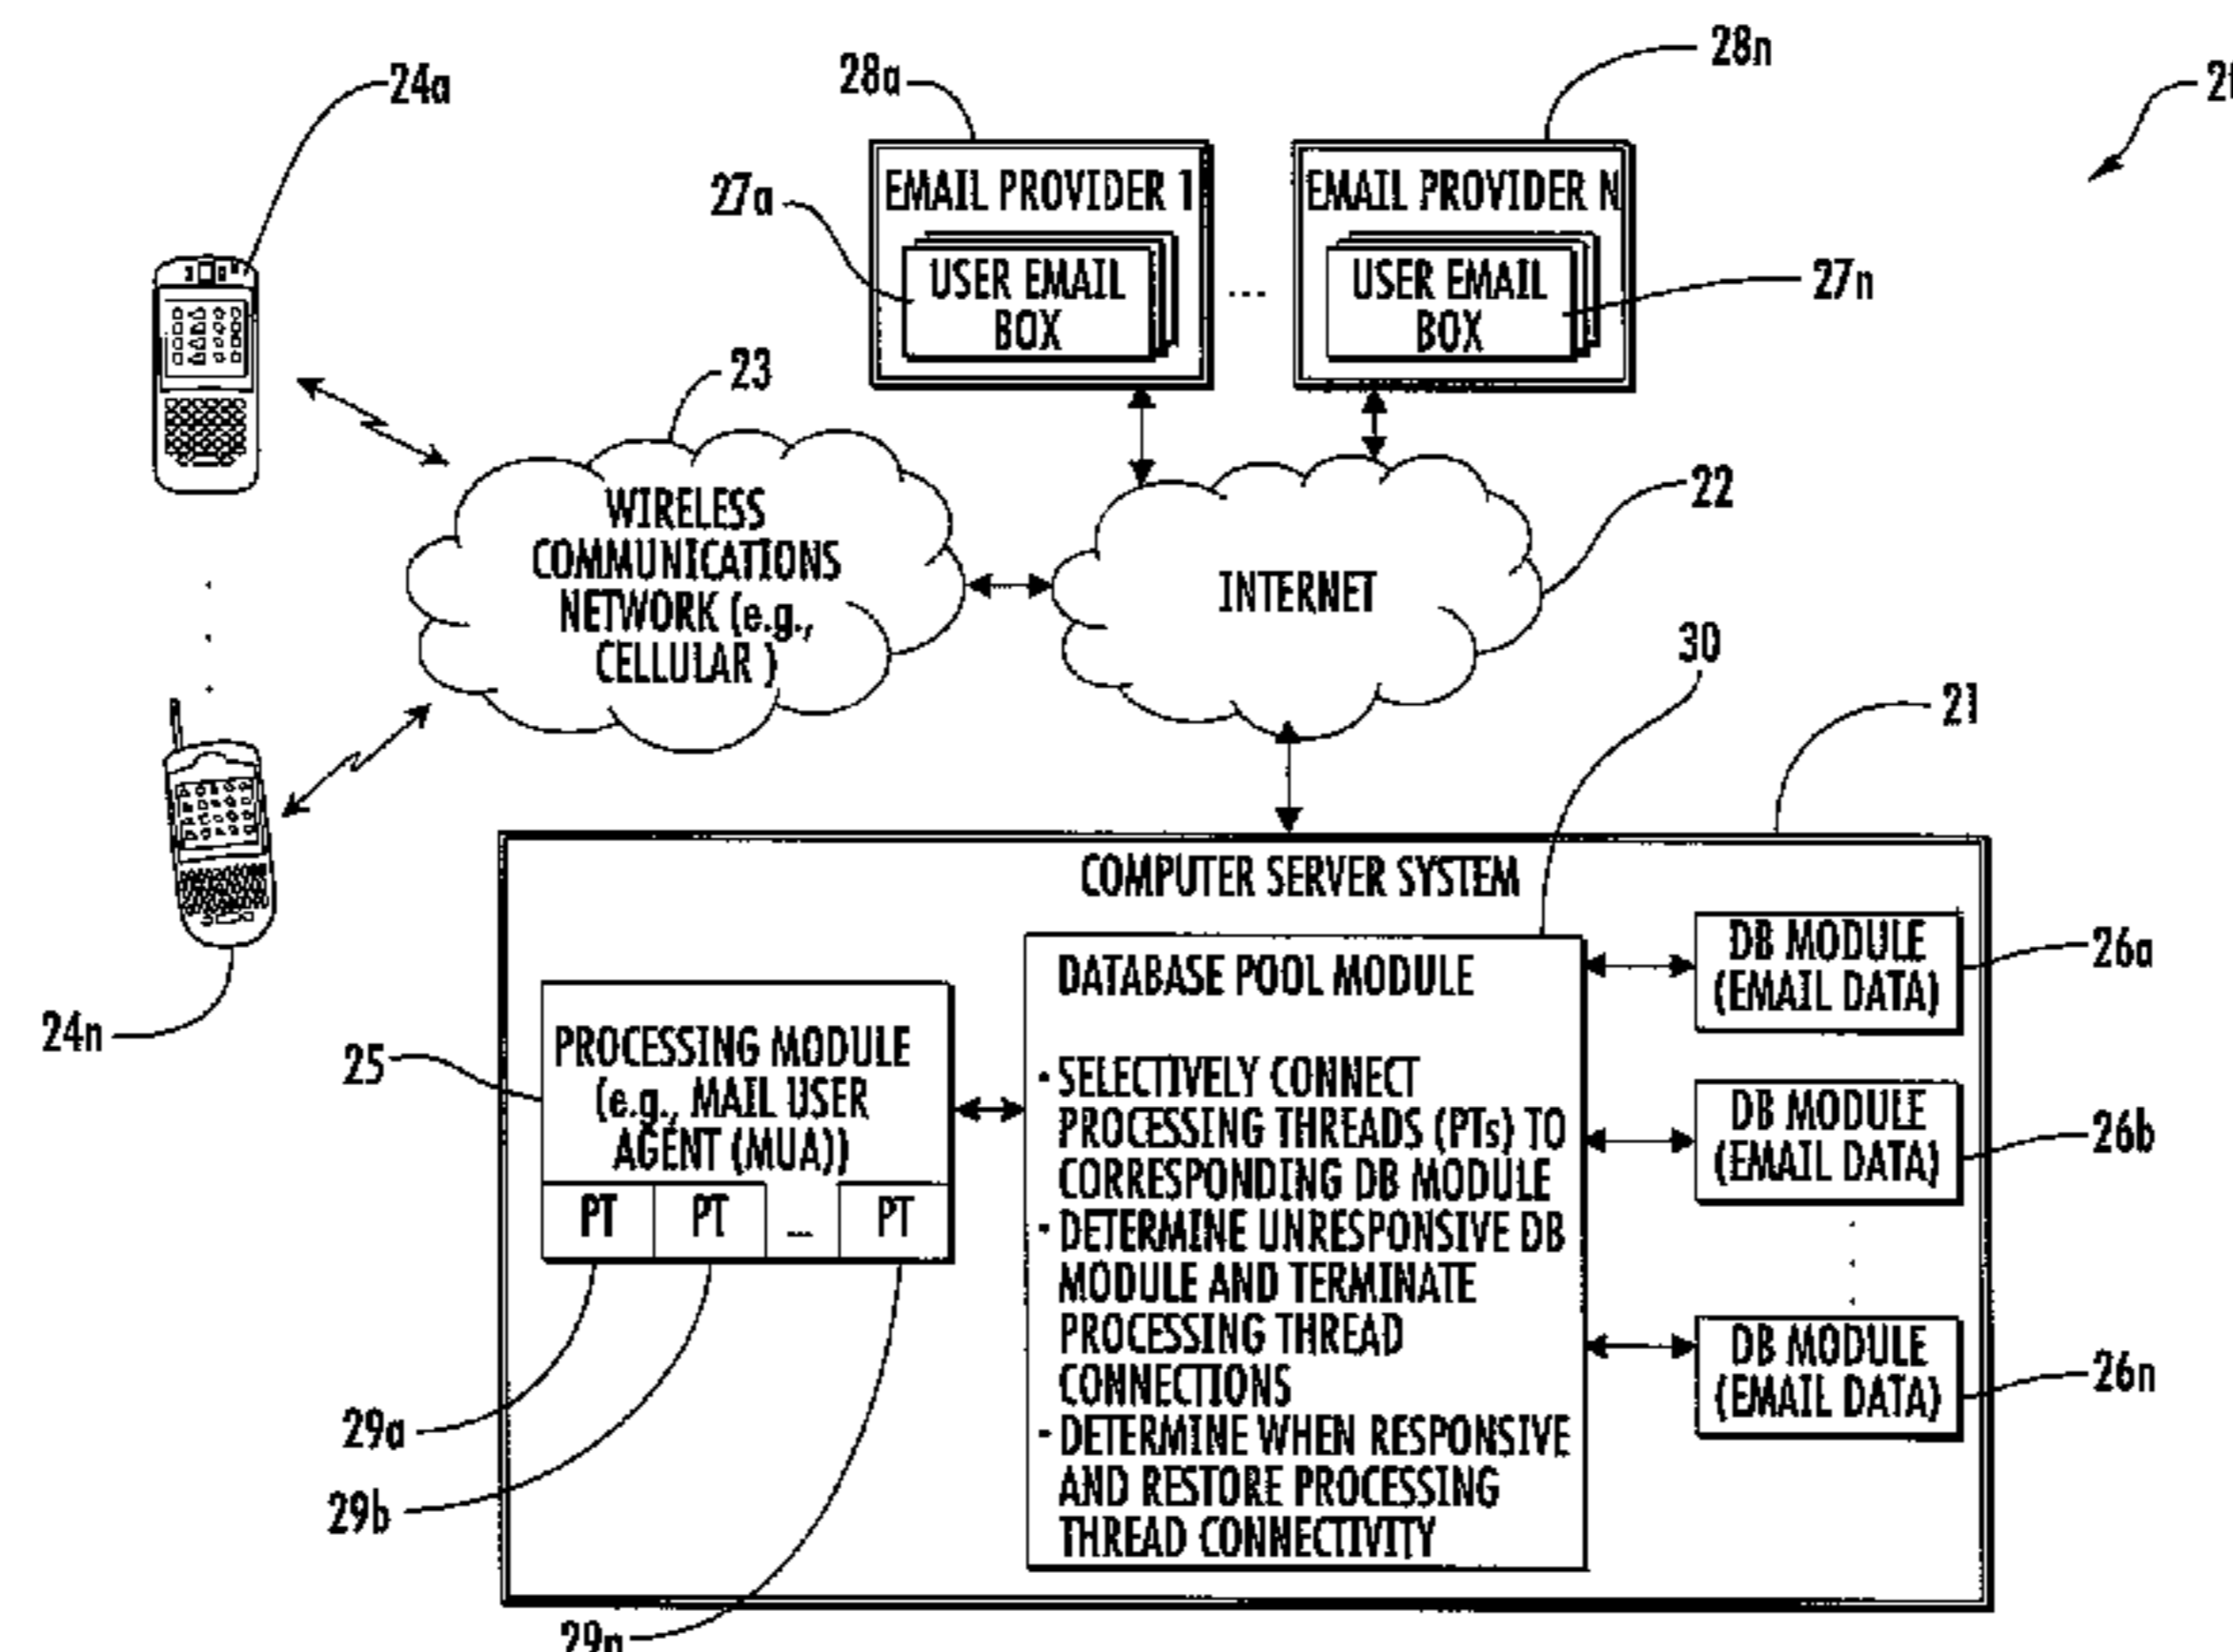 24a
28a
28n
27a
EMAIL PROVIDER 1
USER EMAIL
BOX
...
EMAIL PROVIDER N
USER EMAIL
BOX
27n
23
WIRELESS
COMMUNICATIONS
NETWORK (e.g.,
CELLULAR )
INTERNET
22
30
21
24n
COMPUTER SERVER SYSTEM
25
PROCESSING MODULE
(e.g., MAIL USER
AGENT (MUA))
PT
PT
...
PT
29a
29b
29n
DATABASE POOL MODULE
• SELECTIVELY CONNECT
PROCESSING THREADS (PTs) TO
CORRESPONDING DB MODULE
• DETERMINE UNRESPONSIVE DB
MODULE AND TERMINATE
PROCESSING THREAD
CONNECTIONS
• DETERMINE WHEN RESPONSIVE
AND RESTORE PROCESSING
THREAD CONNECTIVITY
DB MODULE
(EMAIL DATA)
26a
DB MODULE
(EMAIL DATA)
26b
DB MODULE
(EMAIL DATA)
26n